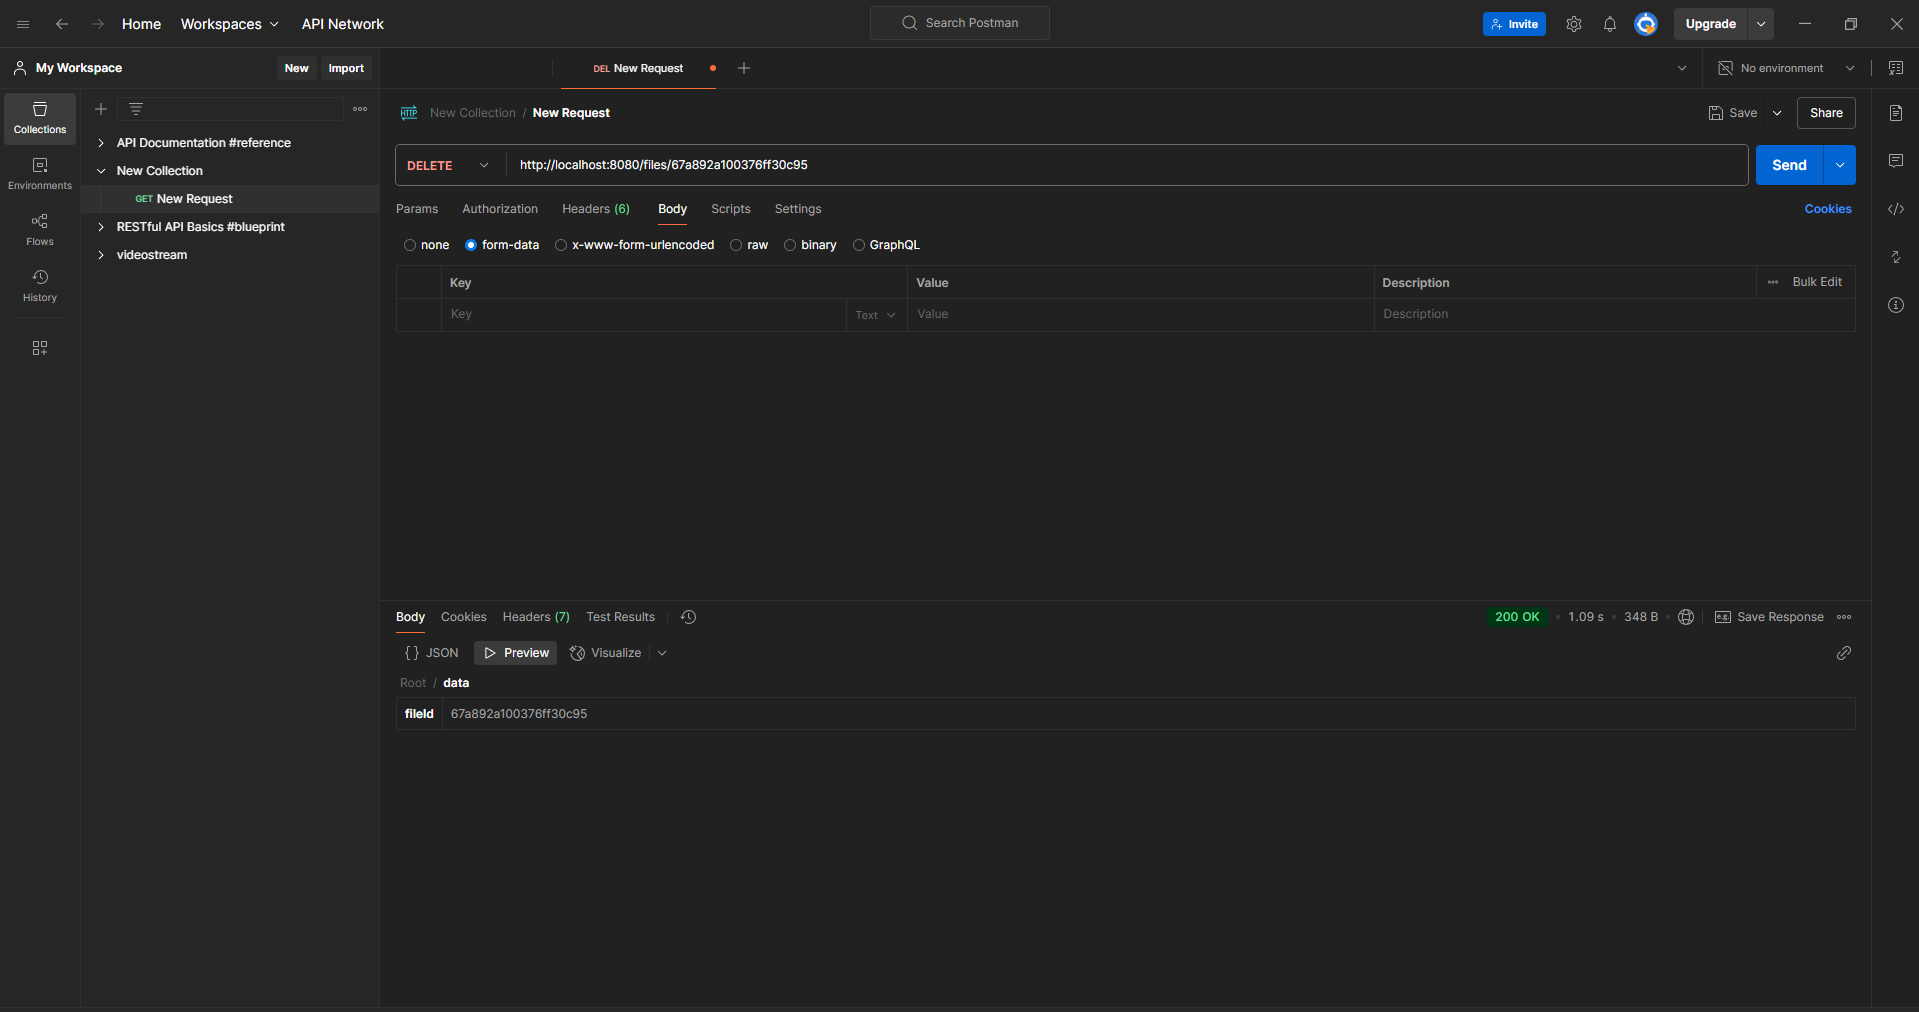 Home Workspaces API Network Search Postman Invite Upgrade
My Workspace New Import DEL New Request No environment
Collections
Environments
Flows
History
API Documentation #reference
New Collection
GET New Request
RESTful API Basics #blueprint
videostream
HTTP New Collection / New Request Save Share
DELETE http://localhost:8080/files/67a892a100376ff30c95 Send
Params Authorization Headers (6) Body Scripts Settings Cookies
none form-data x-www-form-urlencoded raw binary GraphQL
Key Value Description Bulk Edit
Key Text Value Description
Body Cookies Headers (7) Test Results 200 OK • 1.09 s • 348 B • e.g. Save Response
{} JSON Preview Visualize
Root / data
fileId 67a892a100376ff30c95